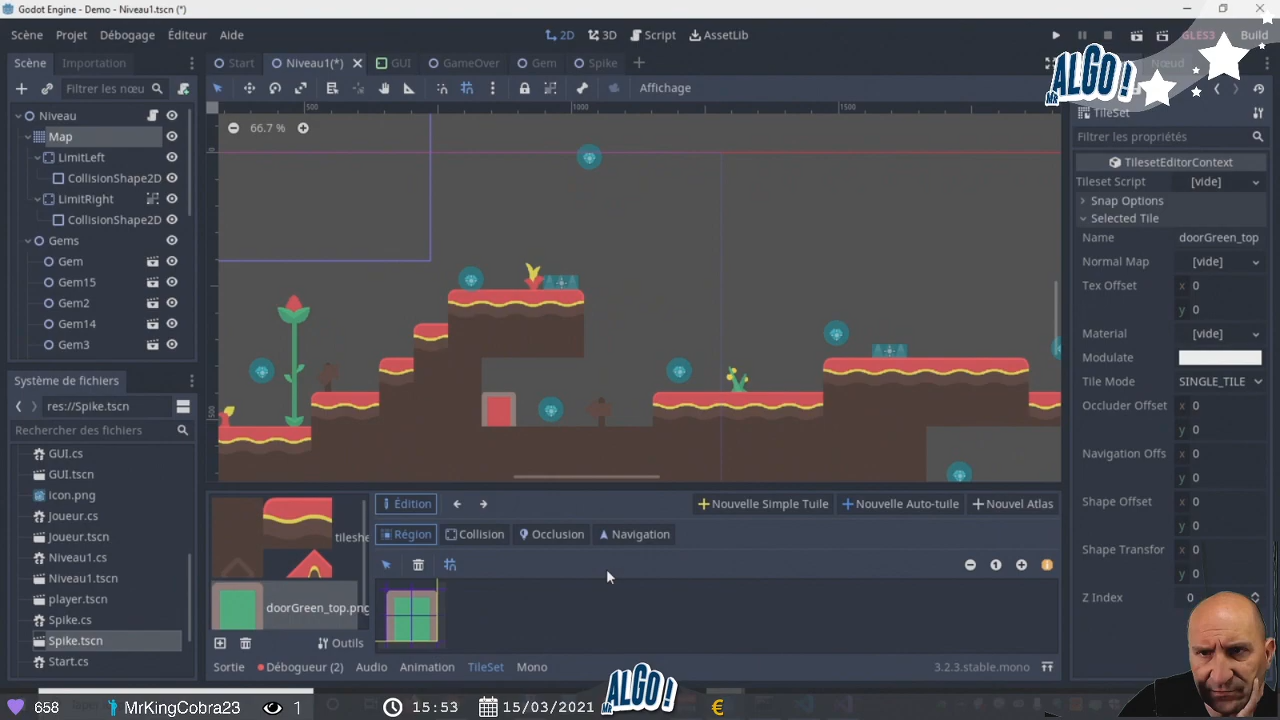 Godot Engine - Demo - Niveau1.tscn (*)
Scène Projet Débogage Éditeur Aide
2D 3D Script AssetLib
GLES3 Build
Scène Importation
Start Niveau1(*) GUI GameOver Gem Spike
Nœud
MR ALGO!
Filtrer les nœu
Affichage
TileSet
Filtrer les propriétés
Niveau
Map
LimitLeft
CollisionShape2D
LimitRight
CollisionShape2D
Gems
Gem
Gem15
Gem2
Gem14
Gem3
500 1000 1500
66.7 %
0
500
TilesetEditorContext
Tileset Script [vide]
Snap Options
Selected Tile
Name doorGreen_top
Normal Map [vide]
Tex Offset x 0
y 0
Material [vide]
Modulate
Tile Mode SINGLE_TILE
Occluder Offset x 0
y 0
Navigation Offs x 0
y 0
Shape Offset x 0
y 0
Shape Transfor x 0
y 0
Z Index 0
Système de fichiers
res://Spike.tscn
Rechercher des fichiers
GUI.cs
GUI.tscn
icon.png
Joueur.cs
Joueur.tscn
Niveau1.cs
Niveau1.tscn
player.tscn
Spike.cs
Spike.tscn
Start.cs
Édition
Nouvelle Simple Tuile Nouvelle Auto-tuile Nouvel Atlas
Région Collision Occlusion Navigation
tileshe
doorGreen_top.png
Outils
Sortie Débogueur (2) Audio Animation TileSet Mono
3.2.3.stable.mono
658 MrKingCobra23 1 15:53 15/03/2021 MR ALGO! €